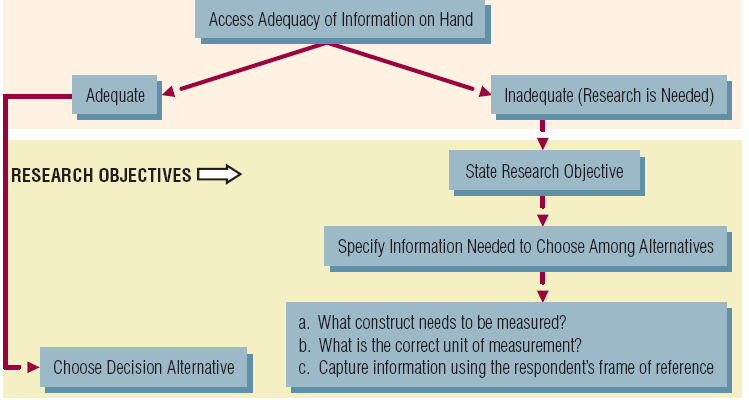 Access Adequacy of Information on Hand
Adequate
Inadequate (Research is Needed)
RESEARCH OBJECTIVES
State Research Objective
Specify Information Needed to Choose Among Alternatives
a. What construct needs to be measured?
b. What is the correct unit of measurement?
c. Capture information using the respondent's frame of reference
Choose Decision Alternative